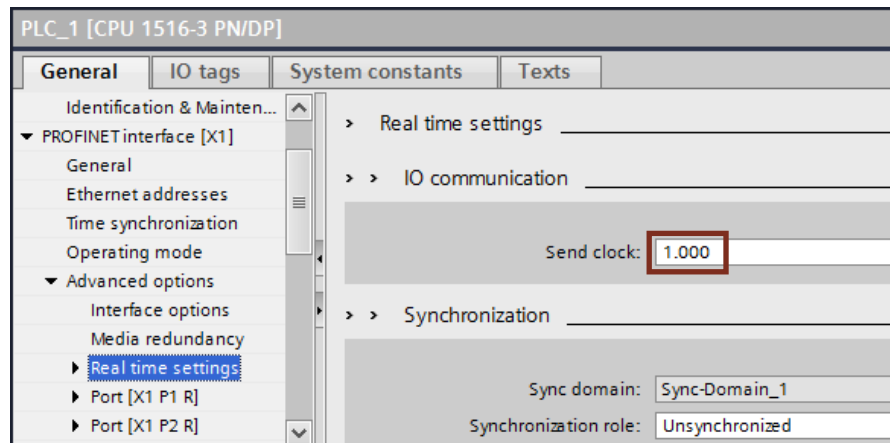 PLC_1 [CPU 1516-3 PN/DP]
General IO tags System constants Texts
Identification & Mainten...
PROFINET interface [X1]
General
Ethernet addresses
Time synchronization
Operating mode
Advanced options
Interface options
Media redundancy
Real time settings
Port [X1 P1 R]
Port [X1 P2 R]
Real time settings
IO communication
Send clock: 1.000
Synchronization
Sync domain: Sync-Domain_1
Synchronization role: Unsynchronized